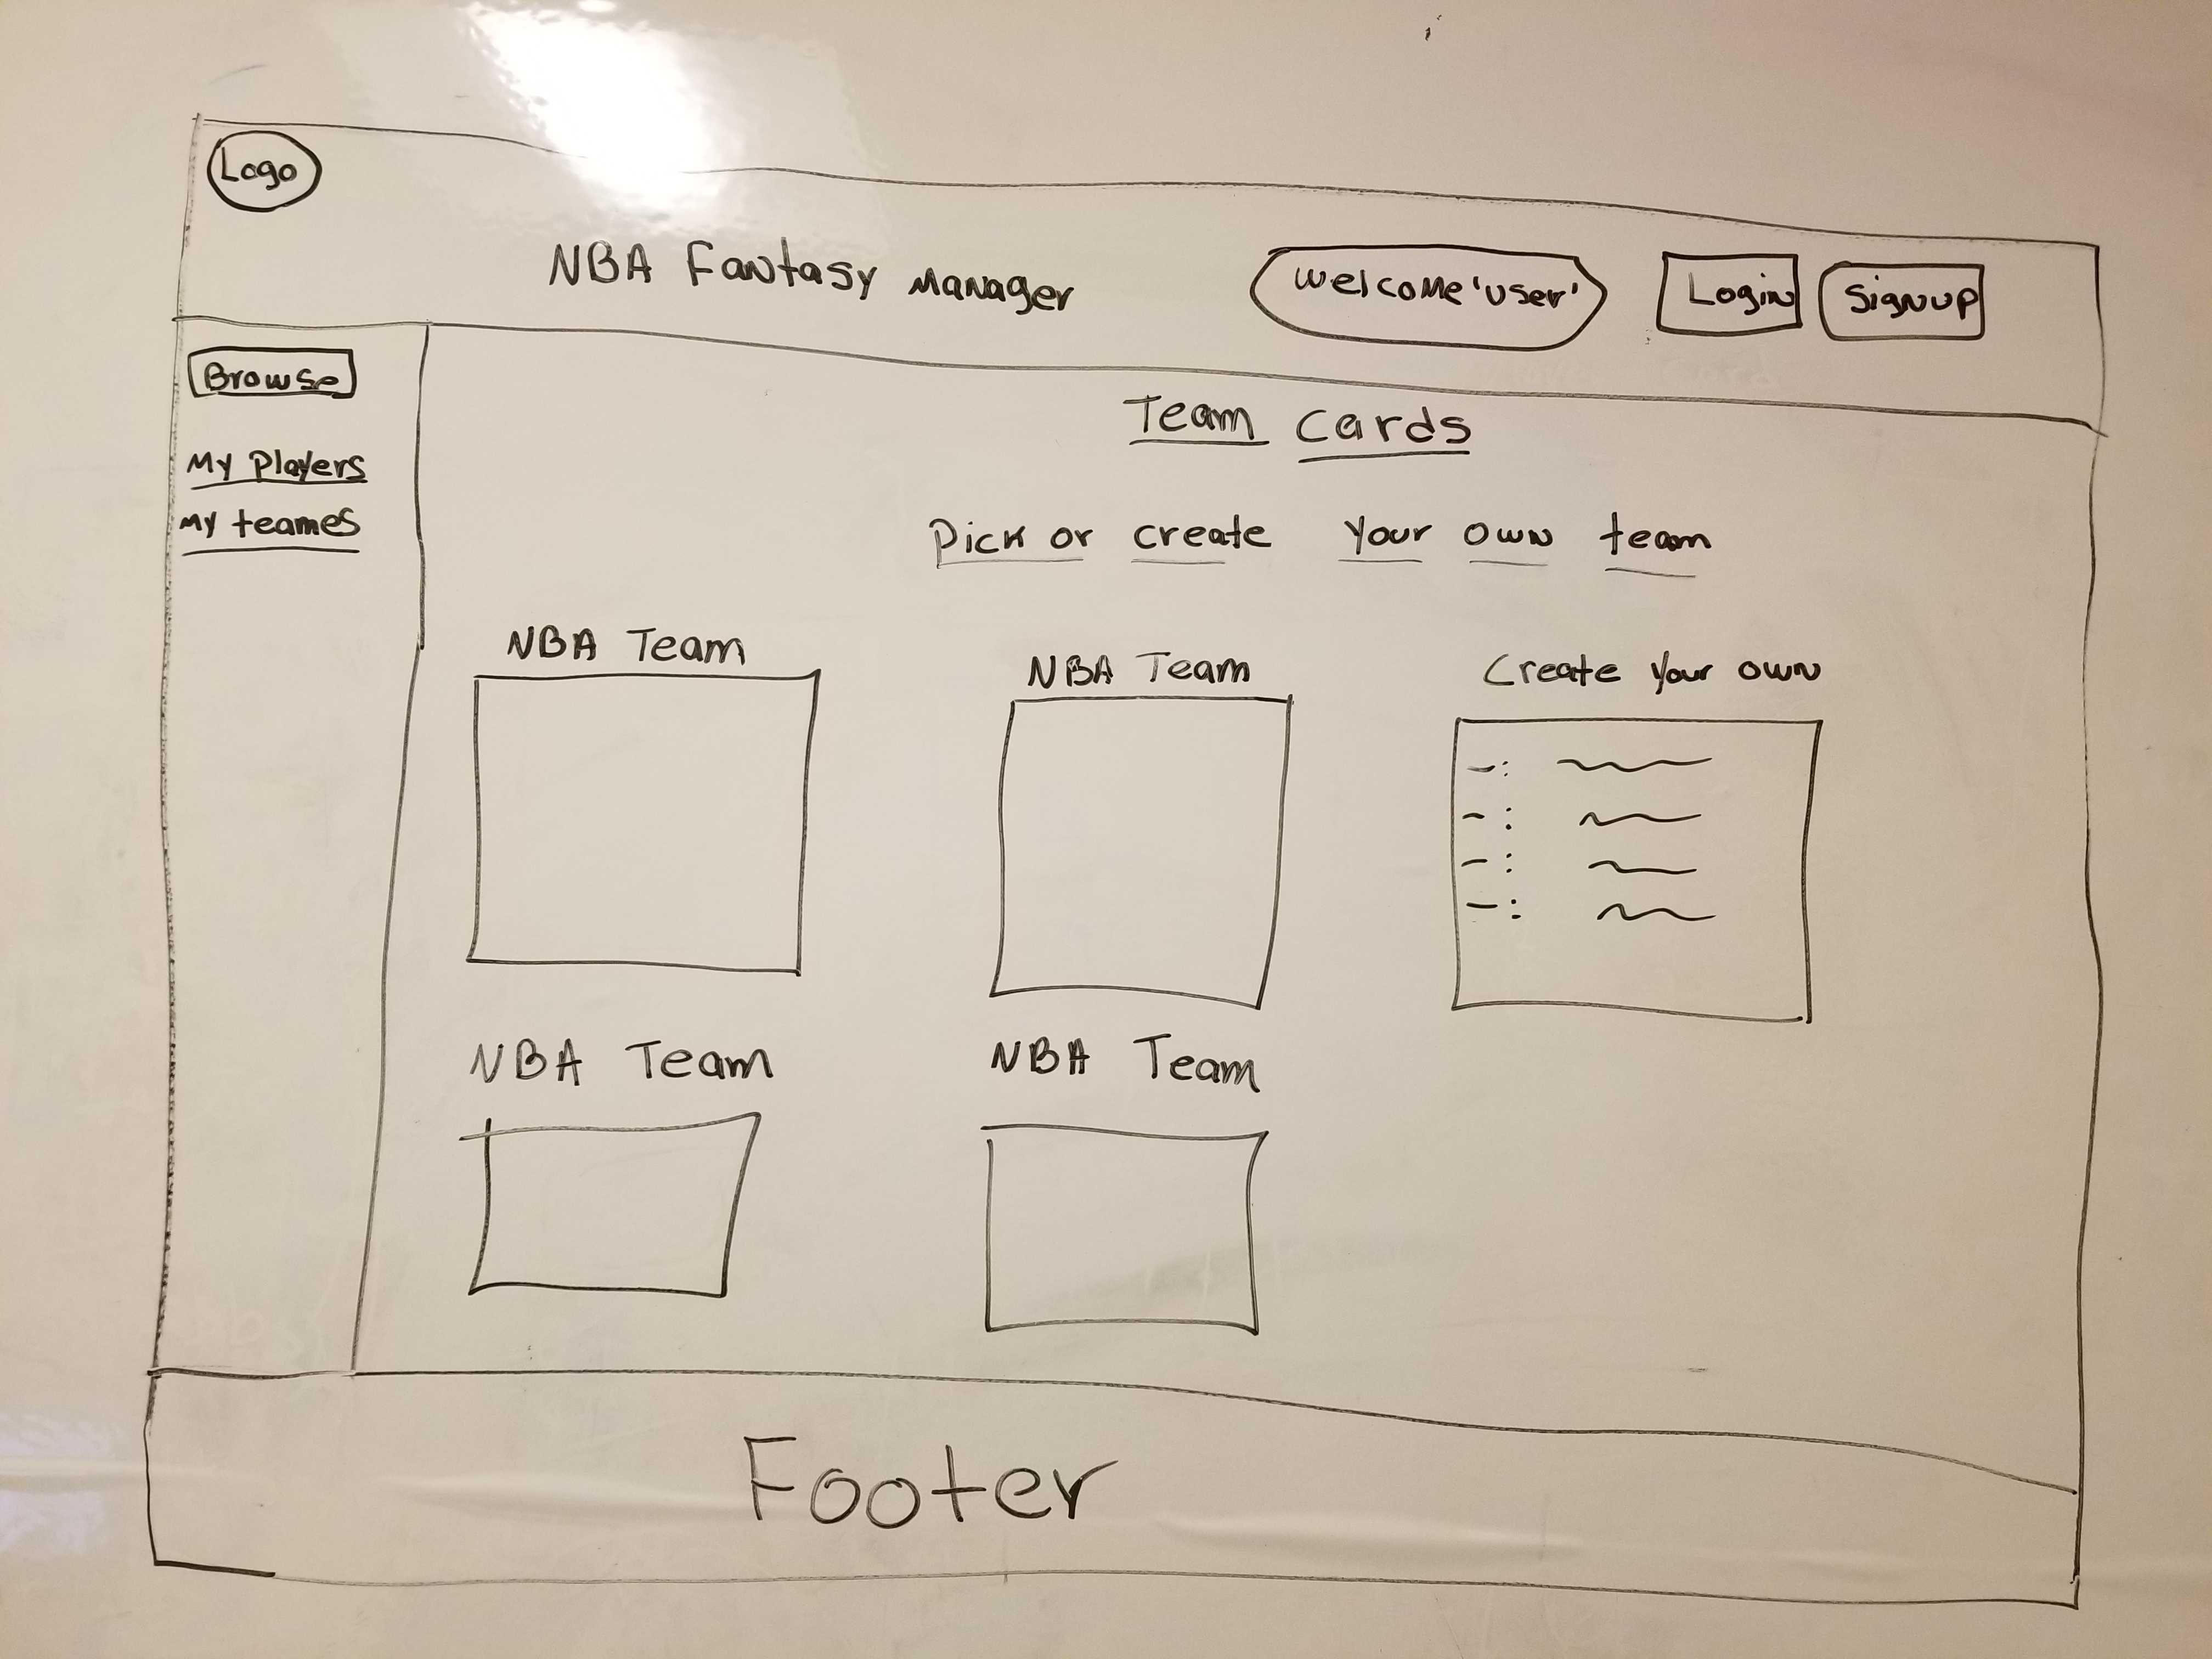 Logo
NBA Fantasy Manager
Welcome 'user'
Login
Signup
Browse
My Players
My teames
Team Cards
Pick or create your own team
NBA Team
NBA Team
Create your own
NBA Team
NBA Team
Footer